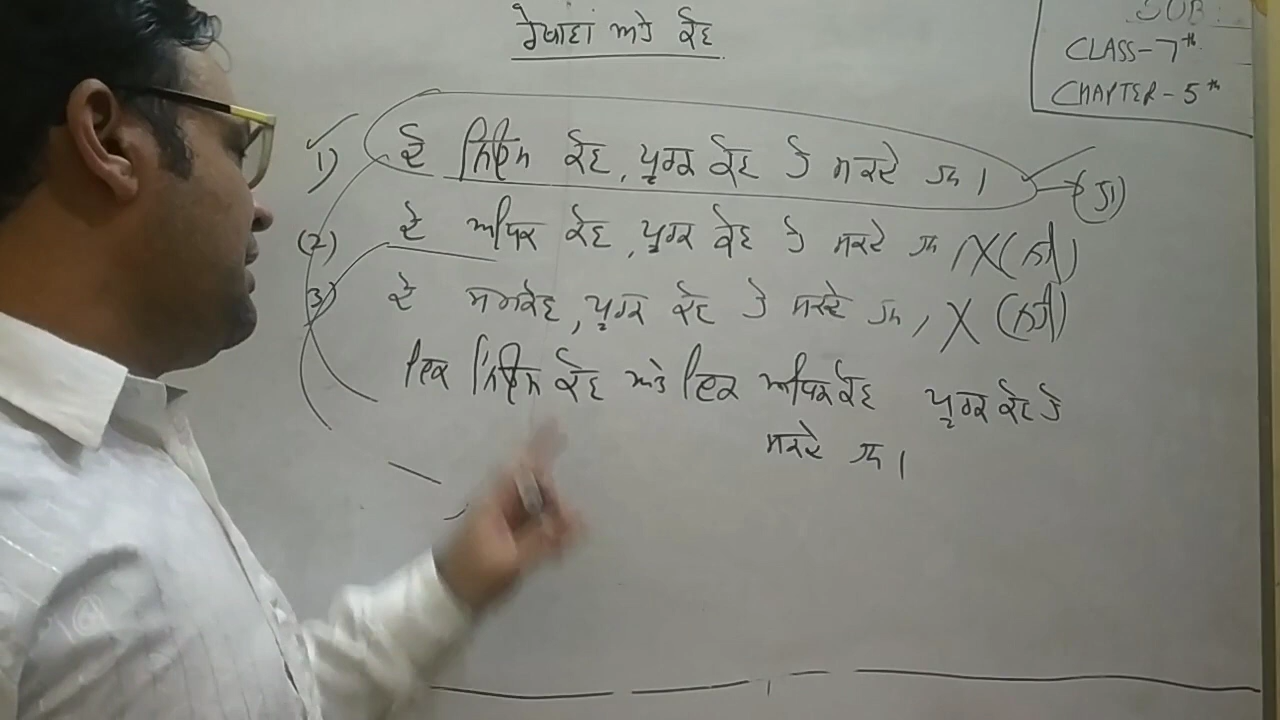 ਰੇਖਾਵਾਂ ਅਤੇ ਕੋਣ
SUB
CLASS-7th
CHAPTER-5th
1) ਦੋ ਨਿਊਨ ਕੋਣ, ਪੂਰਕ ਕੋਣ ਹੋ ਸਕਦੇ ਹਨ। (ਹਾਂ)
(2) ਦੋ ਅਧਿਕ ਕੋਣ, ਪੂਰਕ ਕੋਣ ਹੋ ਸਕਦੇ ਹਨ X (ਨਹੀਂ)
(3) ਦੋ ਸਮਕੋਣ, ਪੂਰਕ ਕੋਣ ਹੋ ਸਕਦੇ ਹਨ, X (ਨਹੀਂ)
ਇਕ ਨਿਊਨ ਕੋਣ ਅਤੇ ਇਕ ਅਧਿਕ ਕੋਣ ਪੂਰਕ ਕੋਣ ਹੋ
ਸਕਦੇ ਹਨ।